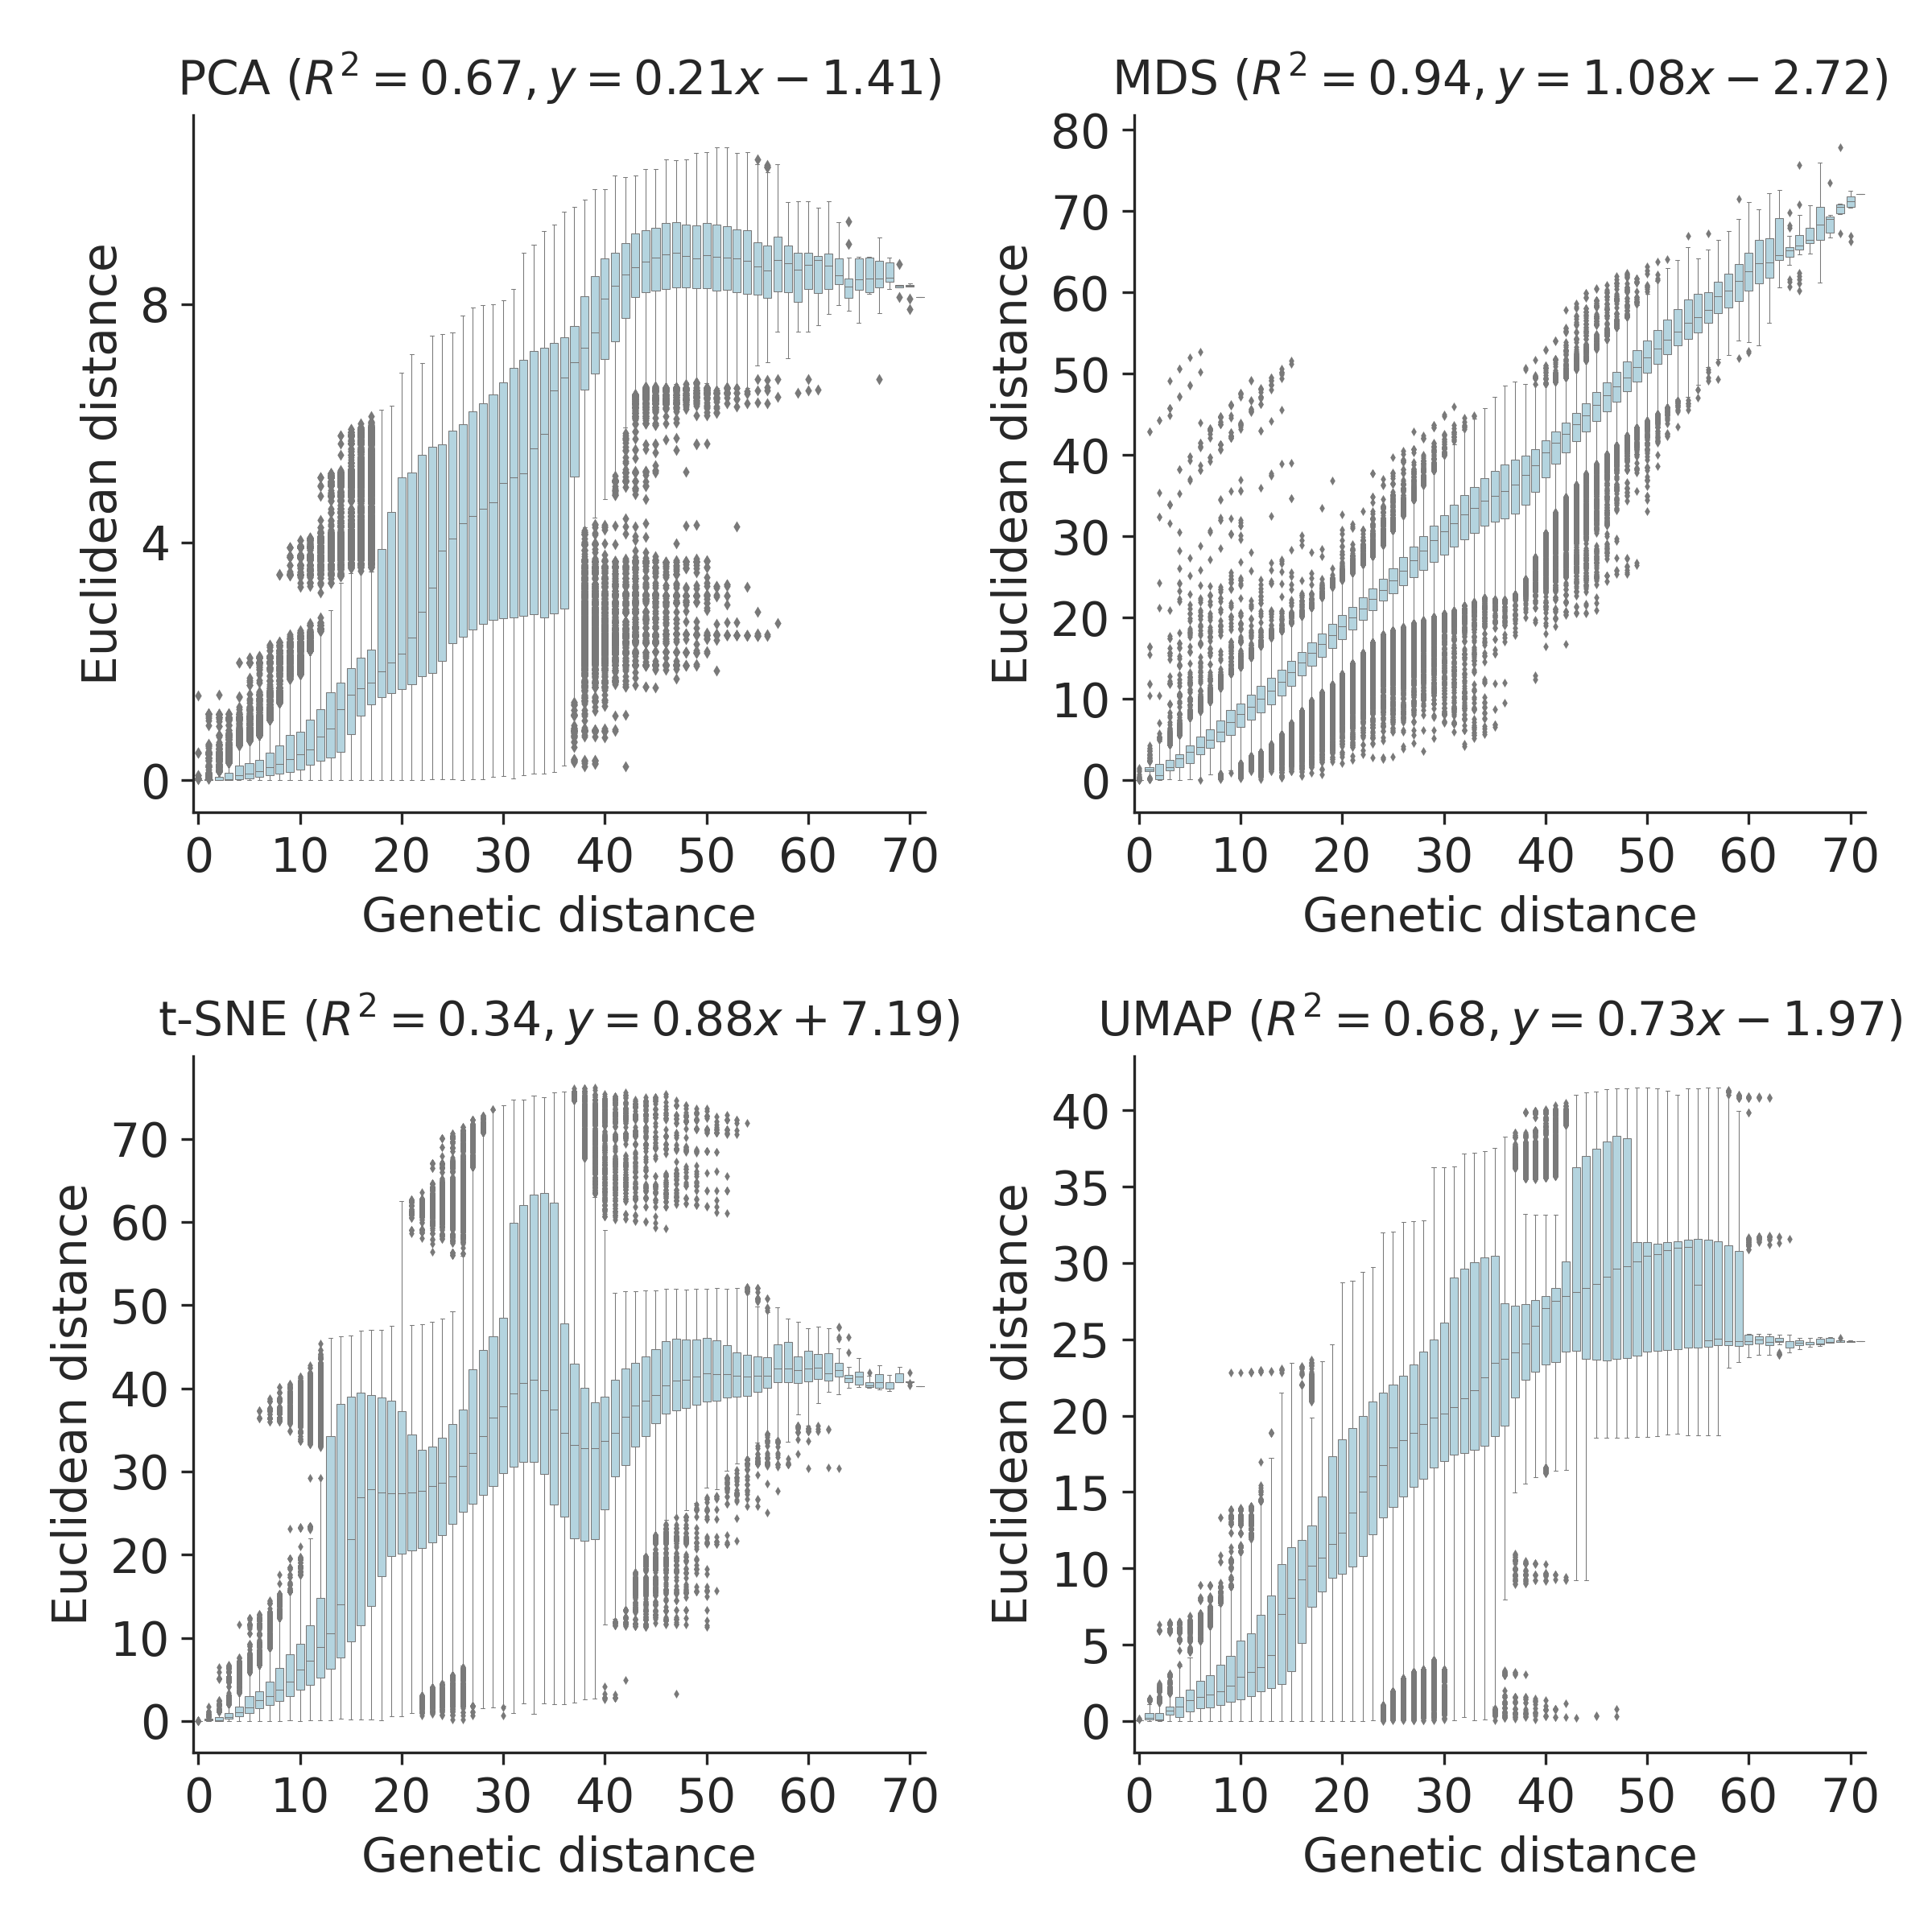 PCA (R² = 0.67, y = 0.21x − 1.41)
Euclidean distance
8
4
0
0 10 20 30 40 50 60 70
Genetic distance
MDS (R² = 0.94, y = 1.08x − 2.72)
Euclidean distance
80
70
60
50
40
30
20
10
0
0 10 20 30 40 50 60 70
Genetic distance
t-SNE (R² = 0.34, y = 0.88x + 7.19)
Euclidean distance
70
60
50
40
30
20
10
0
0 10 20 30 40 50 60 70
Genetic distance
UMAP (R² = 0.68, y = 0.73x − 1.97)
Euclidean distance
40
35
30
25
20
15
10
5
0
0 10 20 30 40 50 60 70
Genetic distance